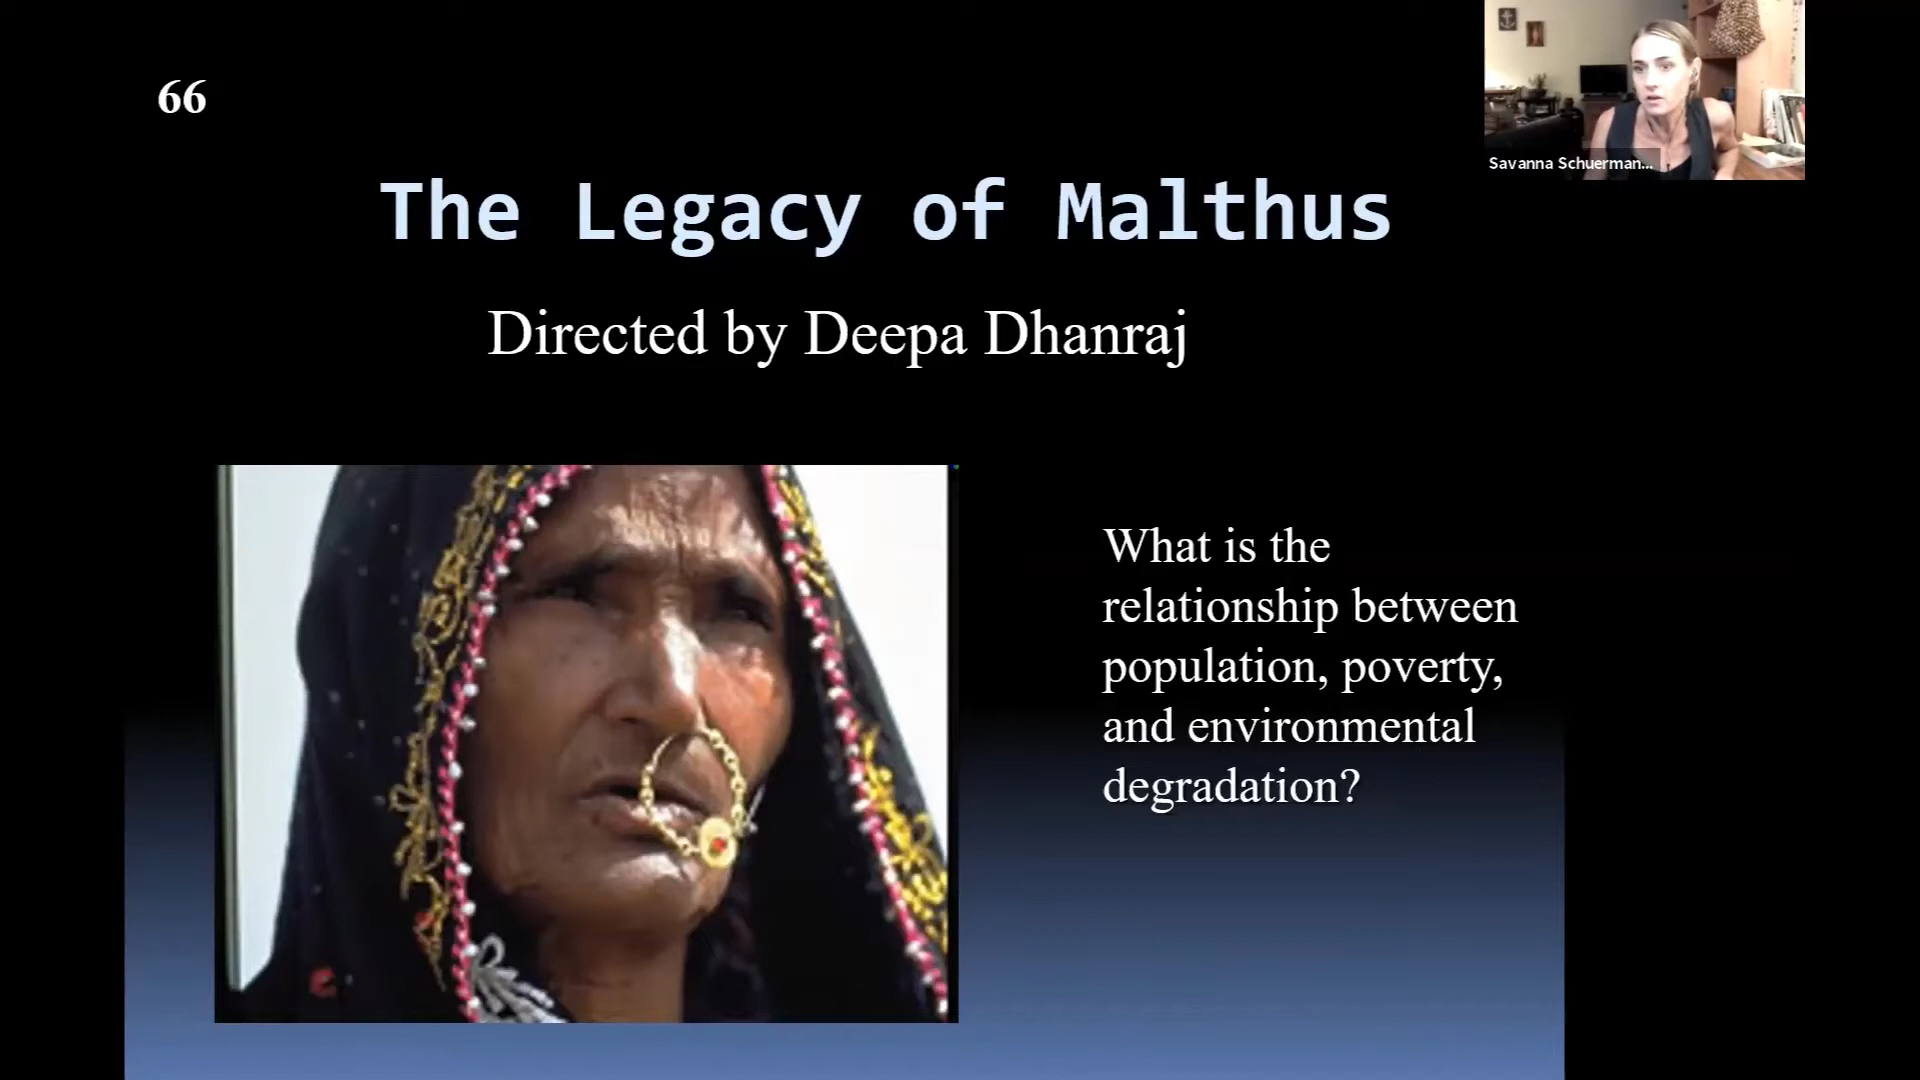 66
Savanna Schuerman...
The Legacy of Malthus
Directed by Deepa Dhanraj
What is the
relationship between
population, poverty,
and environmental
degradation?